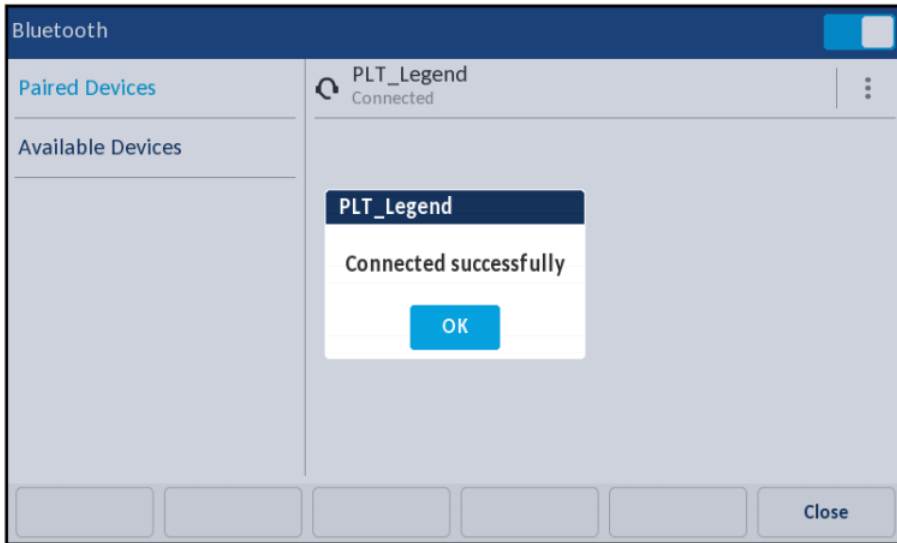 Bluetooth
Paired Devices
Available Devices
PLT_Legend
Connected
PLT_Legend
Connected successfully
OK
Close